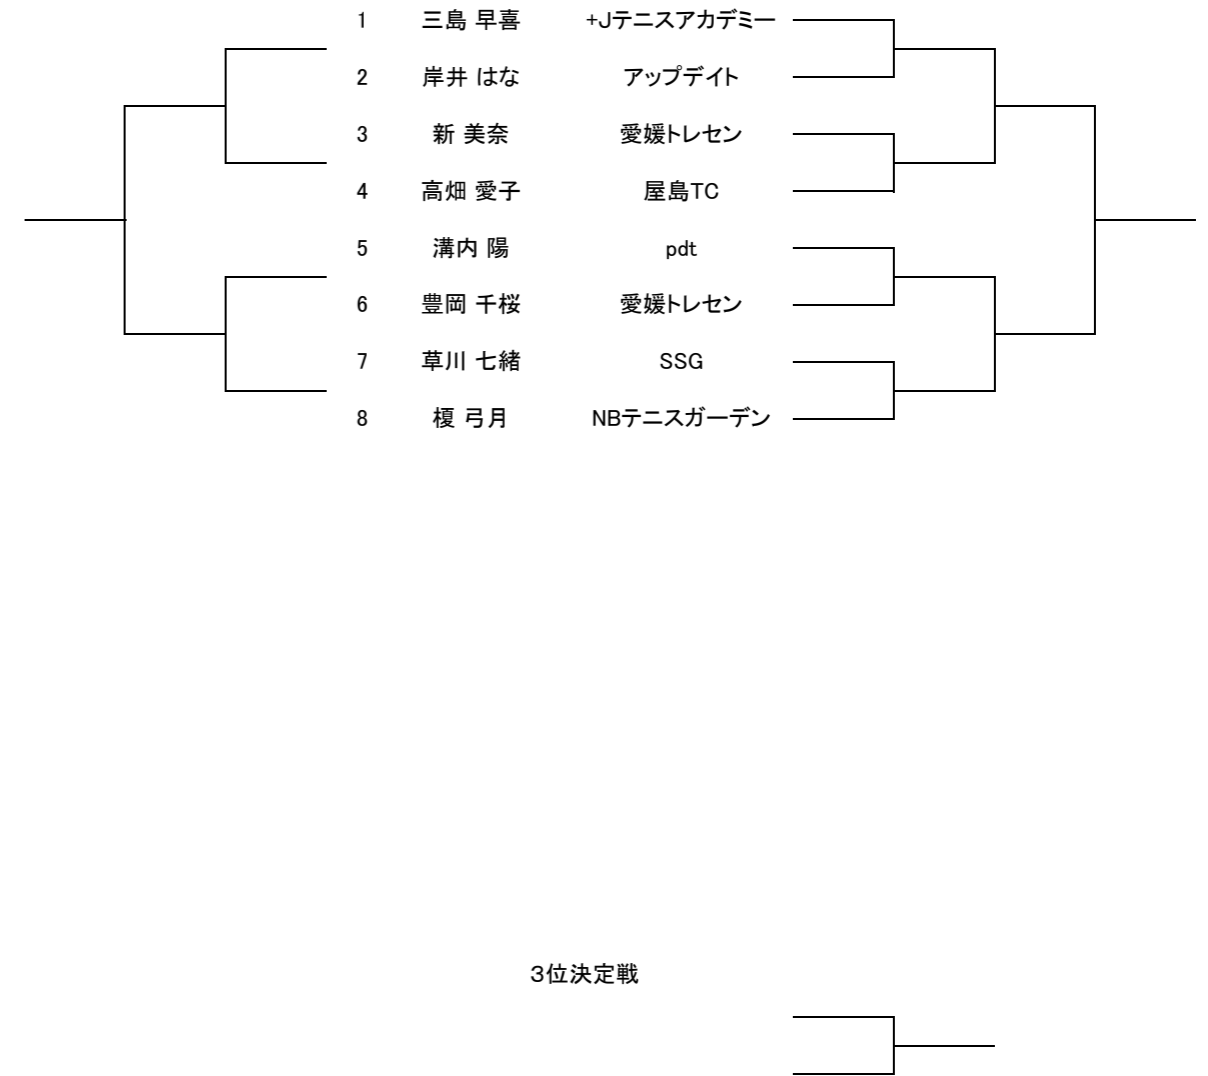 1 三島 早喜 +Jテニスアカデミー
2 岸井 はな アップデイト
3 新 美奈 愛媛トレセン
4 高畑 愛子 屋島TC
5 溝内 陽 pdt
6 豊岡 千桜 愛媛トレセン
7 草川 七緒 SSG
8 榎 弓月 NBテニスガーデン
３位決定戦